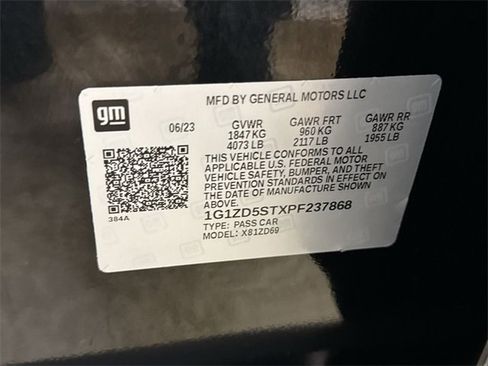 gm
MFD BY GENERAL MOTORS LLC
06/23 GVWR GAWR FRT GAWR RR
1847 KG 960 KG 887 KG
4073 LB 2117 LB 1955 LB
THIS VEHICLE CONFORMS TO ALL
APPLICABLE U.S. FEDERAL MOTOR
VEHICLE SAFETY, BUMPER, AND THEFT
PREVENTION STANDARDS IN EFFECT ON
THE DATE OF MANUFACTURE SHOWN
ABOVE.
384A
1G1ZD5STXPF237868
TYPE: PASS CAR
MODEL: X81ZD69